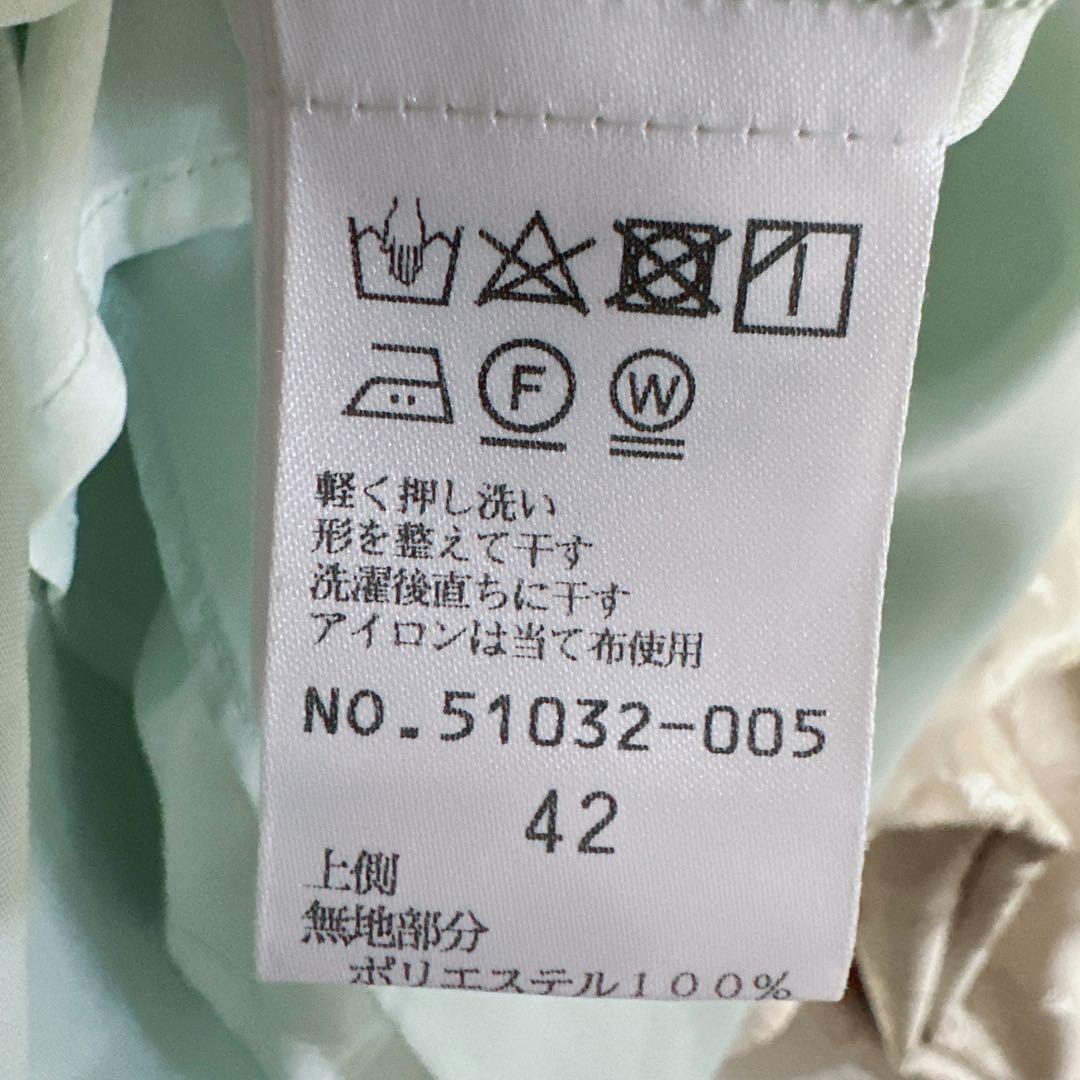 F W
軽く押し洗い
形を整えて干す
洗濯後直ちに干す
アイロンは当て布使用
NO.51032-005
42
上側
無地部分
ポリエステル100%